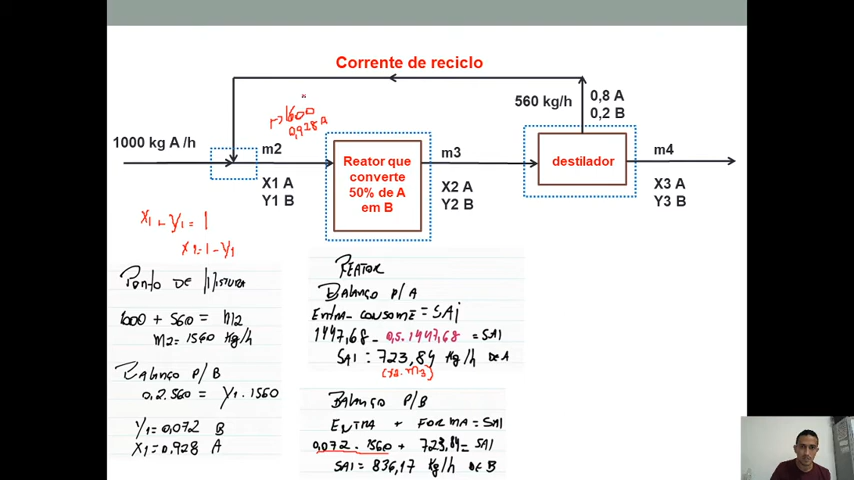 Corrente de reciclo
560 kg/h
0,8 A
0,2 B
1600
0,928 A
1000 kg A /h
m2
X1 A
Y1 B
Reator que
converte
50% de A
em B
m3
X2 A
Y2 B
destilador
m4
X3 A
Y3 B
X1 + Y1 = 1
X1 = 1 - Y1
Ponto de Mistura
1000 + 560 = m2
m2 = 1560 kg/h
Balanço P/B
0,2.560 = Y1.1560
Y1 = 0,072 B
X1 = 0,928 A
Reator
Balanço P/A
Entra - consome = SAi
1447,68 - 0,5.1447,68 = SAi
SAi = 723,84 kg/h de A
(X2.m3)
Balanço P/B
Entra + Forma = SAi
0,072.1560 + 723,84 = SAi
SAi = 836,17 kg/h de B